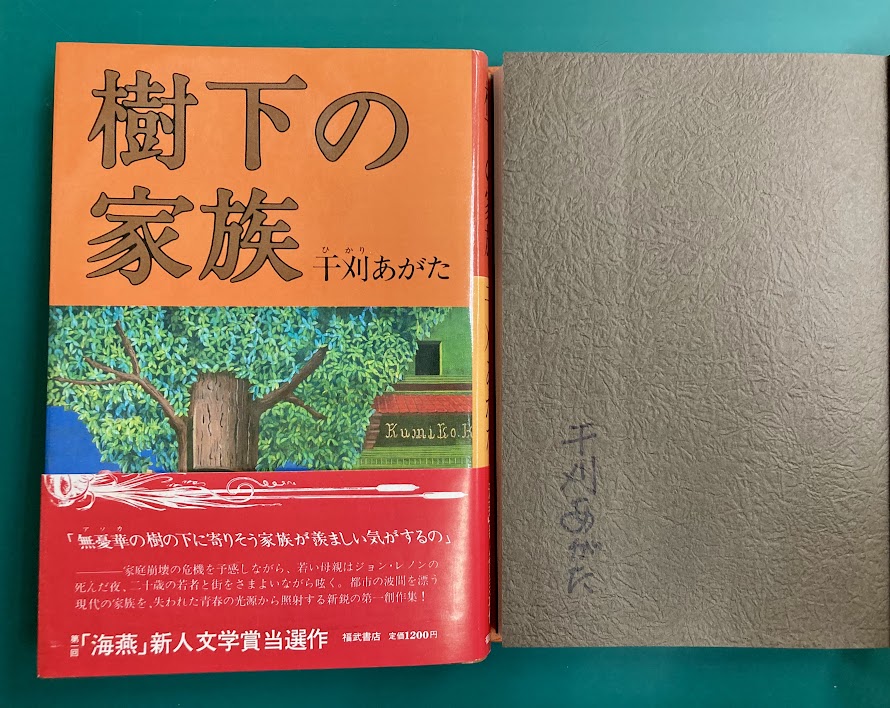 樹下の
家族
ひかり
干刈あがた
Kumiko.K
アソカ
「無憂華の樹の下に寄りそう家族が羨ましい気がするの」
———家庭崩壊の危機を予感しながら、若い母親はジョン・レノンの
死んだ夜、二十歳の若者と街をさまよいながら呟く。都市の波間を漂う
現代の家族を、失われた青春の光源から照射する新鋭の第一創作集!
第一回「海燕」新人文学賞当選作 福武書店 定価1200円
干刈あがた